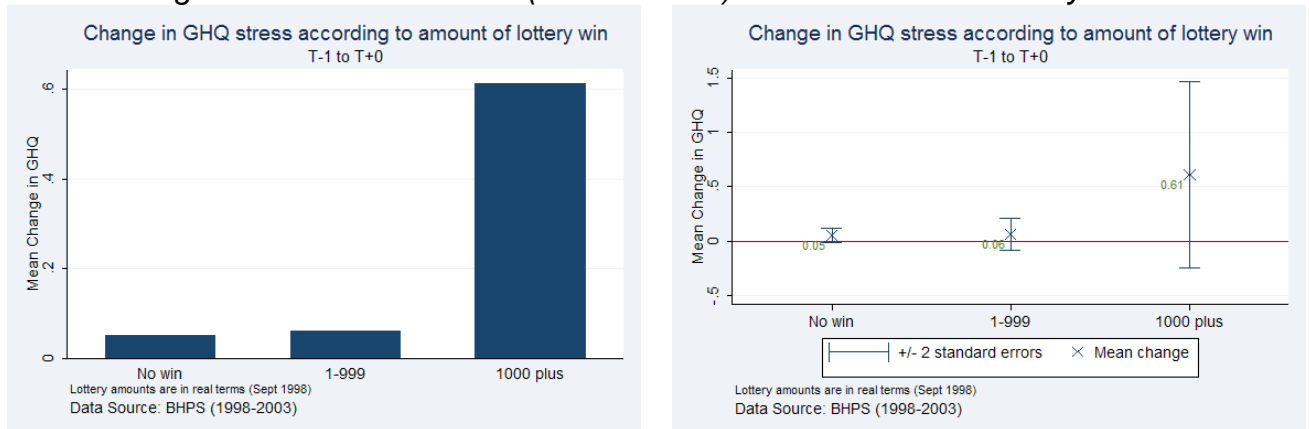 Change in GHQ stress according to amount of lottery win
T-1 to T+0
Mean Change in GHQ
.6
.4
.2
0
No win
1-999
1000 plus
Lottery amounts are in real terms (Sept 1998)
Data Source: BHPS (1998-2003)
Change in GHQ stress according to amount of lottery win
T-1 to T+0
Mean Change in GHQ
1.5
1
.5
0
-.5
0.05
0.06
0.61
No win
1-999
1000 plus
+/- 2 standard errors
Mean change
Lottery amounts are in real terms (Sept 1998)
Data Source: BHPS (1998-2003)